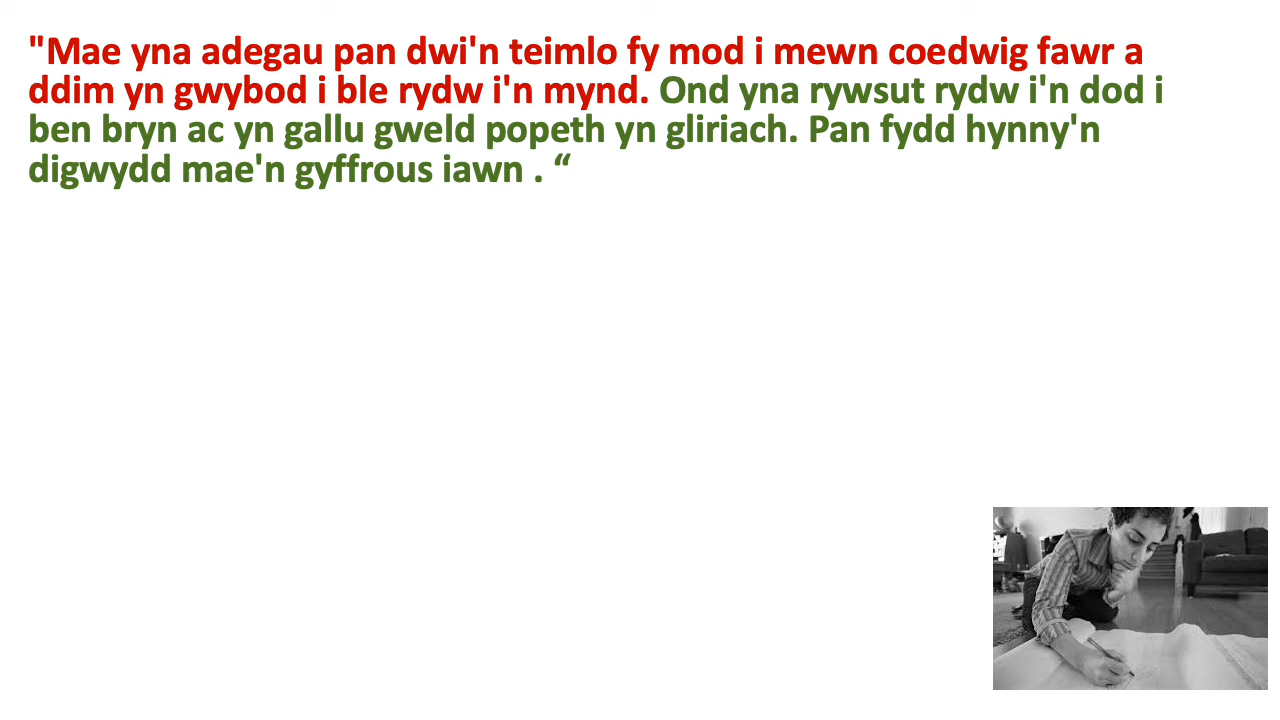 "Mae yna adegau pan dwi'n teimlo fy mod i mewn coedwig fawr a
ddim yn gwybod i ble rydw i'n mynd. Ond yna rywsut rydw i'n dod i
ben bryn ac yn gallu gweld popeth yn gliriach. Pan fydd hynny'n
digwydd mae'n gyffrous iawn . “